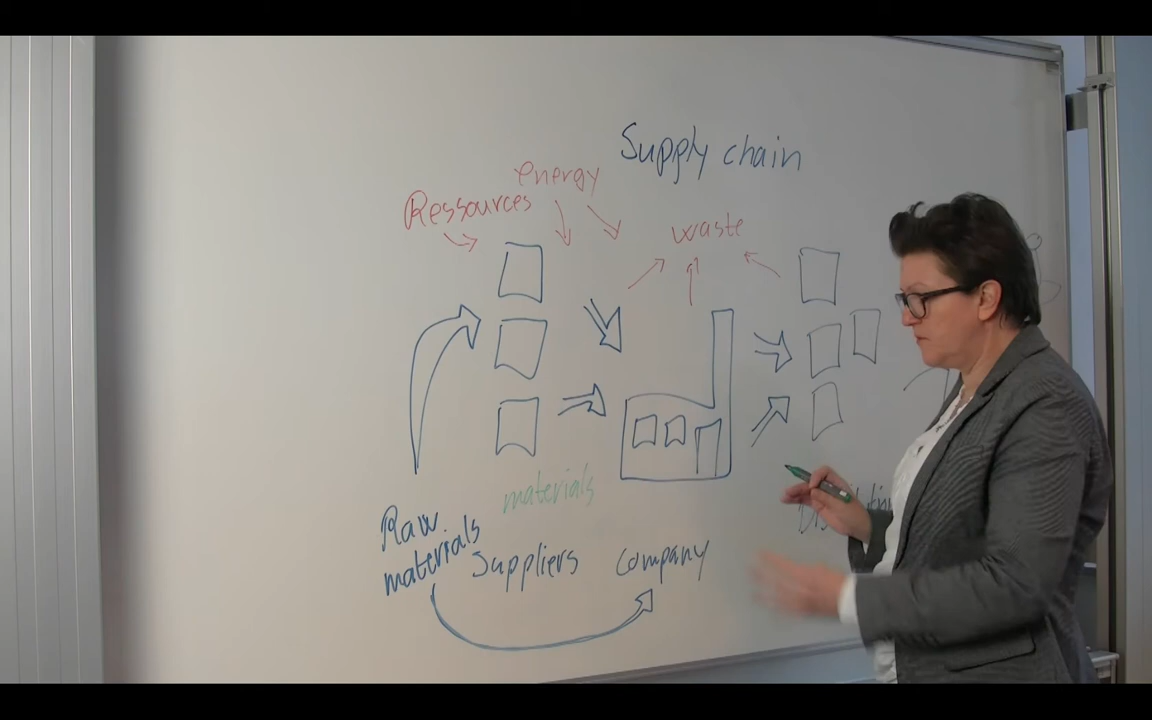 Supply chain
energy
Ressources
waste
materials
Raw
materials
Suppliers
Company